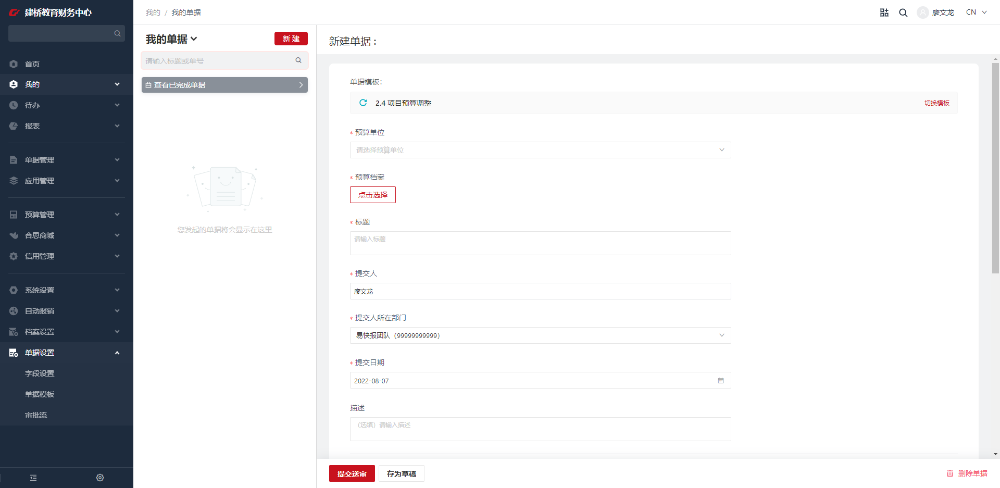 建桥教育财务中心
首页
我的
待办
报表
单据管理
应用管理
预算管理
合思商城
信用管理
系统设置
自动报销
档案设置
单据设置
字段设置
单据模板
审批流
我的 / 我的单据
廖文龙 CN
我的单据 新 建
请输入标题或单号
查看已完成单据
您发起的单据将会显示在这里
新建单据：
单据模板：
2.4 项目预算调整 切换模板
* 预算单位
请选择预算单位
* 预算档案
点击选择
* 标题
请输入标题
* 提交人
廖文龙
* 提交人所在部门
易快报团队（99999999999）
* 提交日期
2022-08-07
描述
（选填）请输入描述
提交送审 存为草稿 删除单据